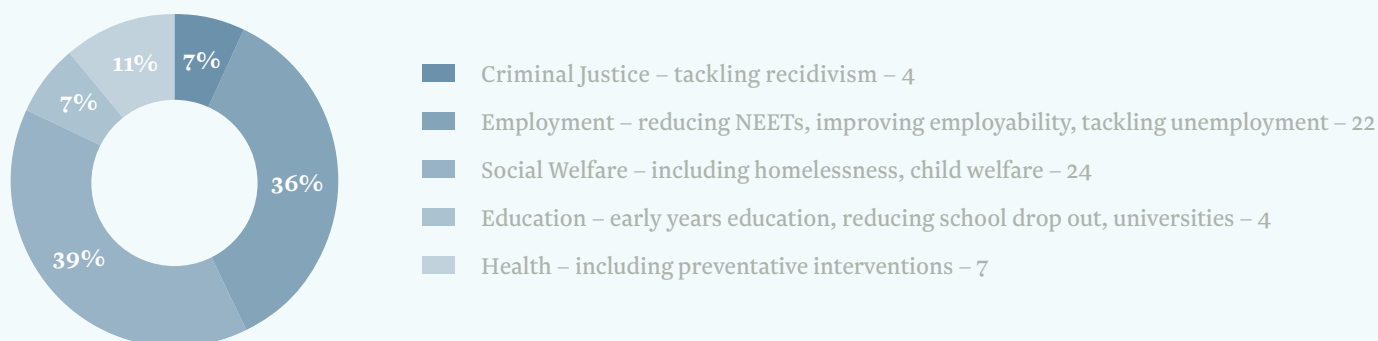 11%
7%
7%
36%
39%
Criminal Justice – tackling recidivism – 4
Employment – reducing NEETs, improving employability, tackling unemployment – 22
Social Welfare – including homelessness, child welfare – 24
Education – early years education, reducing school drop out, universities – 4
Health – including preventative interventions – 7